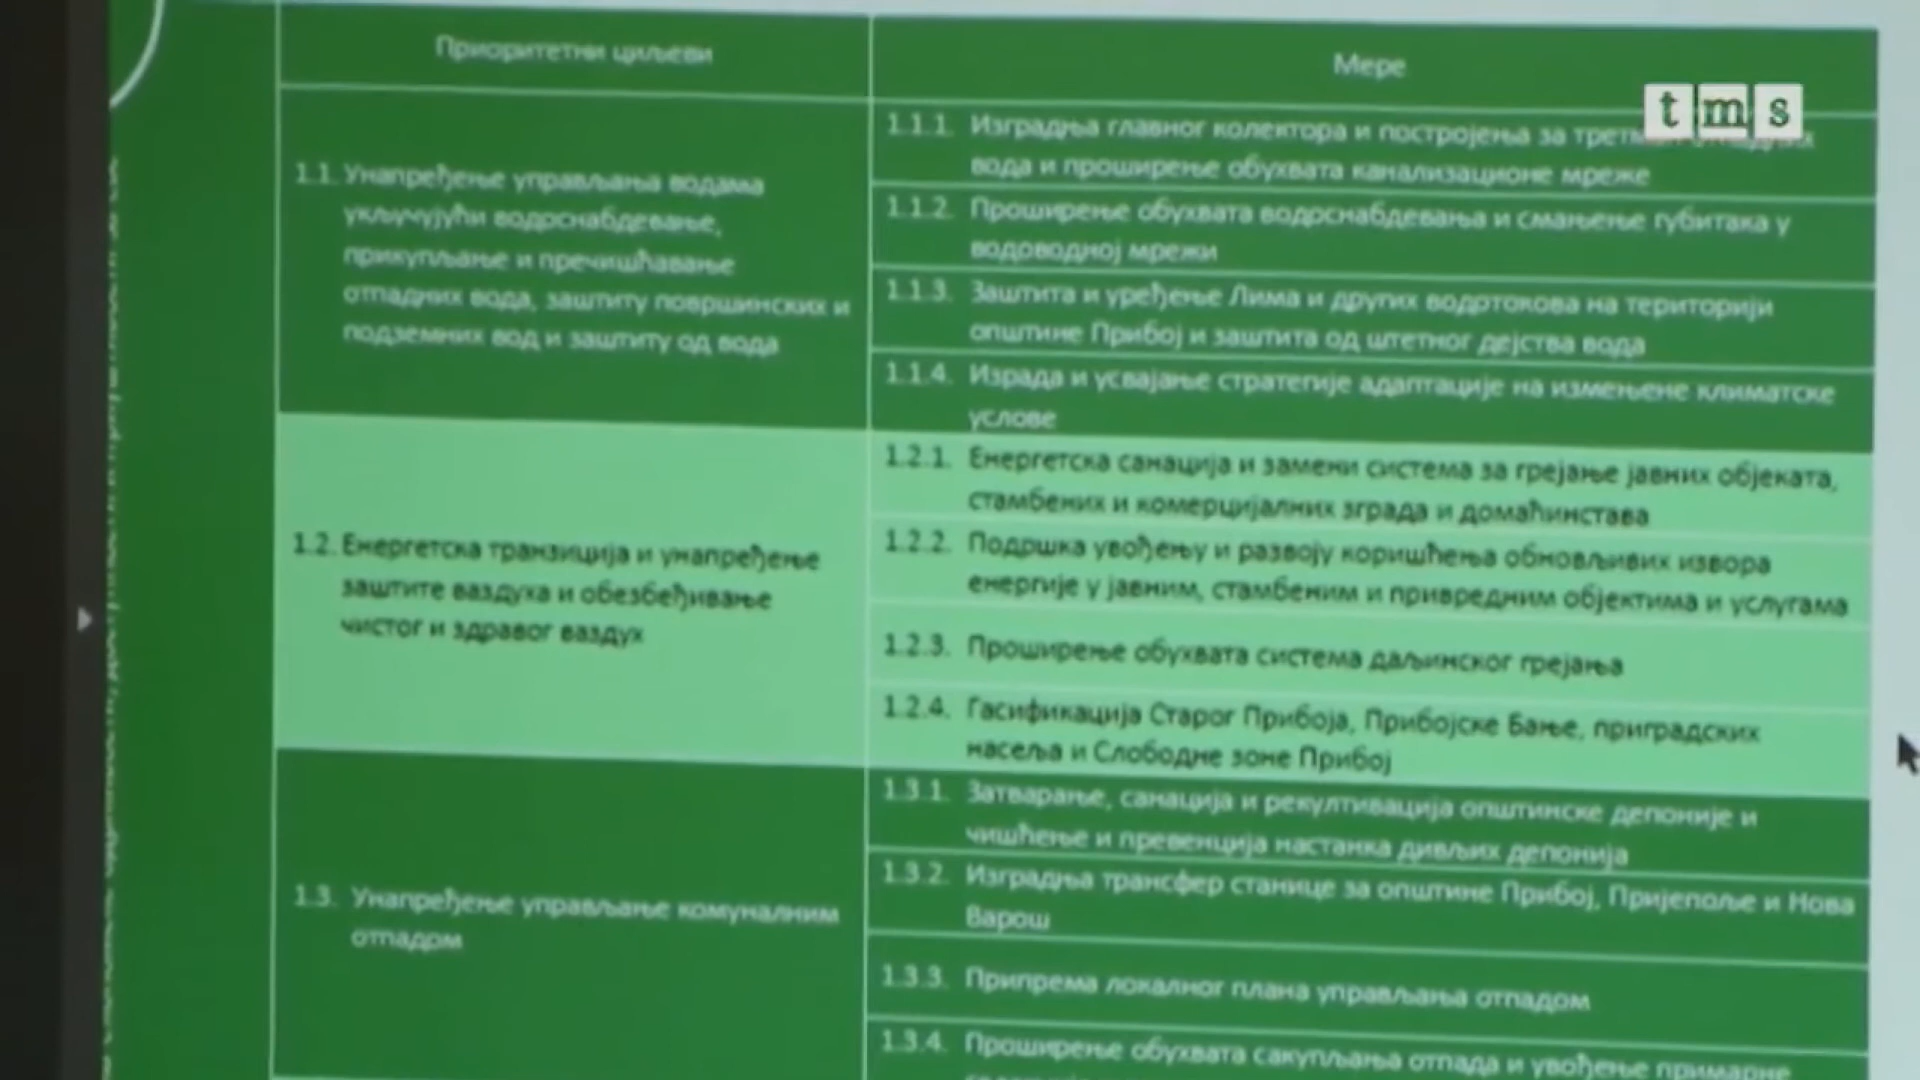 Приоритетни циљеви
Мере
1.1. Унапређење управљања водама
укључујући водоснабдевање,
прикупљање и пречишћавање
отпадних вода, заштиту површинских и
подземних вод и заштиту од вода
1.1.1. Изградња главног колектора и постројења за
вода и проширење обухвата канализационе мреже
1.1.2. Проширење обухвата водоснабдевања и смањење губитака у
водоводној мрежи
1.1.3. Заштита и уређење Лима и других водотокова на територији
општине Прибој и заштита од штетног дејства вода
1.1.4. Израда и усвајање стратегије адаптације на измењене климатске
услове
1.2. Енергетска транзиција и унапређење
заштите ваздуха и обезбеђивање
чистог и здравог ваздух
1.2.1. Енергетска санација и замени система за грејање јавних објеката,
стамбених и комерцијалних зграда и домаћинстава
1.2.2. Подршка увођењу и развоју коришћења обновљивих извора
енергије у јавним, стамбеним и привредним објектима и услугама
1.2.3. Проширење обухвата система даљинског грејања
1.2.4. Гасификација Старог Прибоја, Прибојске Бање, приградских
насеља и Слободне зоне Прибој
1.3. Унапређење управљање комуналним
отпадом
1.3.1. Затварање, санација и рекултивација општинске депоније и
чишћење и превенција настанка дивљих депонија
1.3.2. Изградња трансфер станице за општине Прибој, Пријепоље и Нова
Варош
1.3.3. Припрема локалног плана управљања отпадом
1.3.4. Проширење обухвата сакупљања отпада и увођење примарне
tms